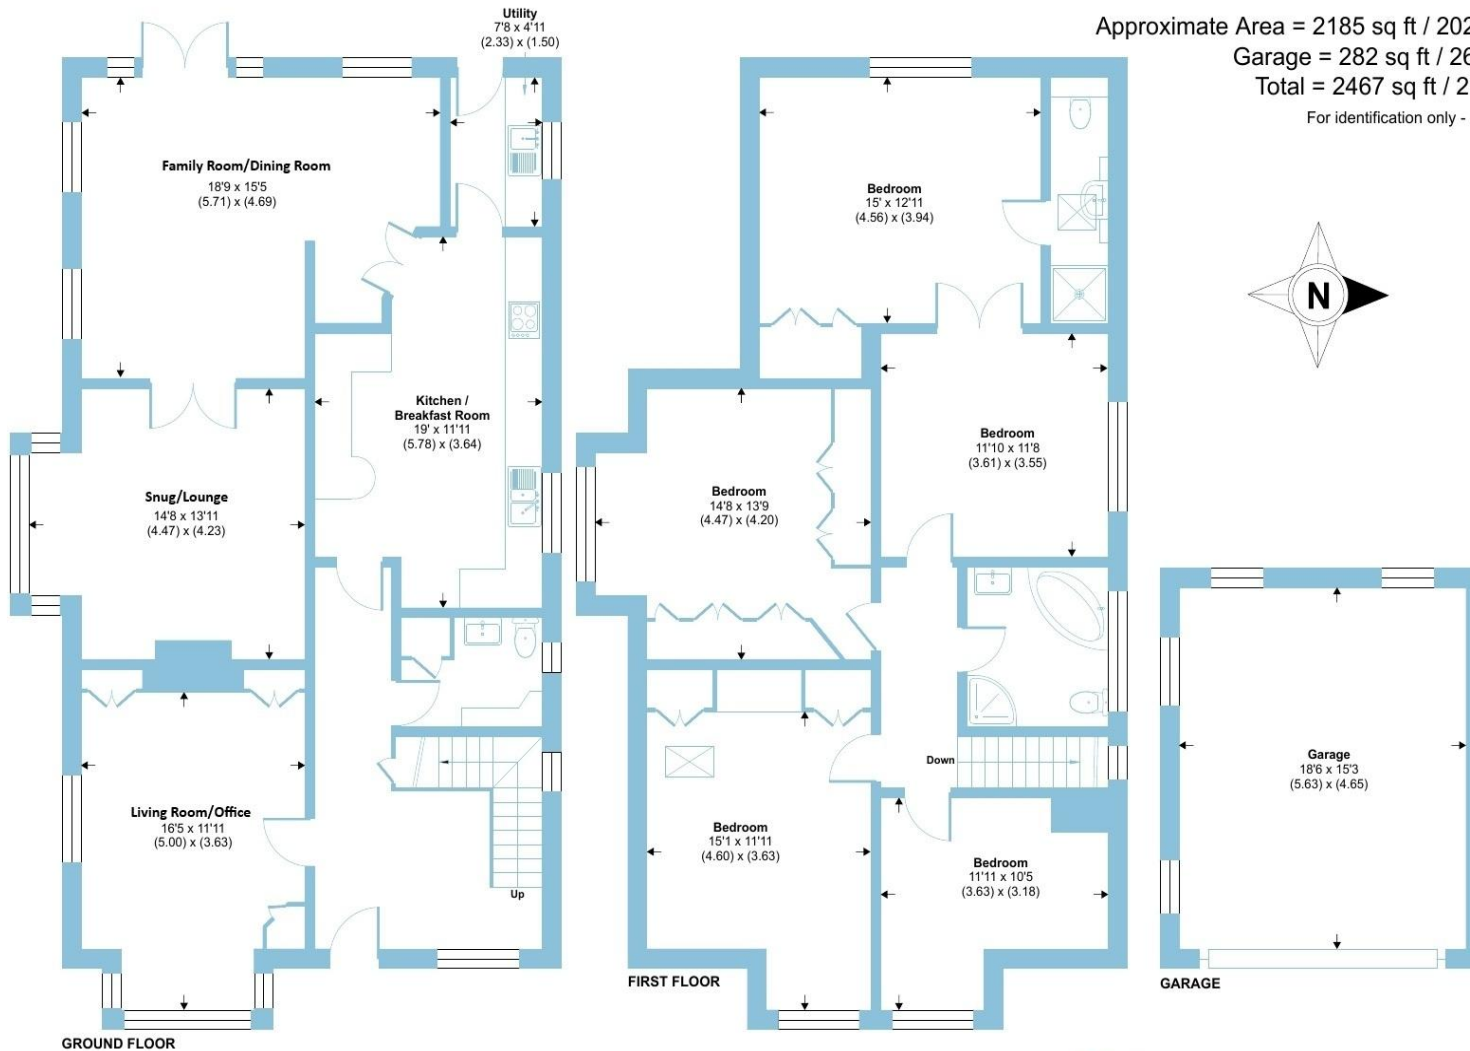 Approximate Area = 2185 sq ft / 202
Garage = 282 sq ft / 26
Total = 2467 sq ft / 2
For identification only -
Utility
7'8 x 4'11
(2.33) x (1.50)
Family Room/Dining Room
18'9 x 15'5
(5.71) x (4.69)
Kitchen /
Breakfast Room
19' x 11'11
(5.78) x (3.64)
Snug/Lounge
14'8 x 13'11
(4.47) x (4.23)
Living Room/Office
16'5 x 11'11
(5.00) x (3.63)
Up
GROUND FLOOR
Bedroom
15' x 12'11
(4.56) x (3.94)
Bedroom
11'10 x 11'8
(3.61) x (3.55)
Bedroom
14'8 x 13'9
(4.47) x (4.20)
Down
Bedroom
15'1 x 11'11
(4.60) x (3.63)
Bedroom
11'11 x 10'5
(3.63) x (3.18)
FIRST FLOOR
N
Garage
18'6 x 15'3
(5.63) x (4.65)
GARAGE